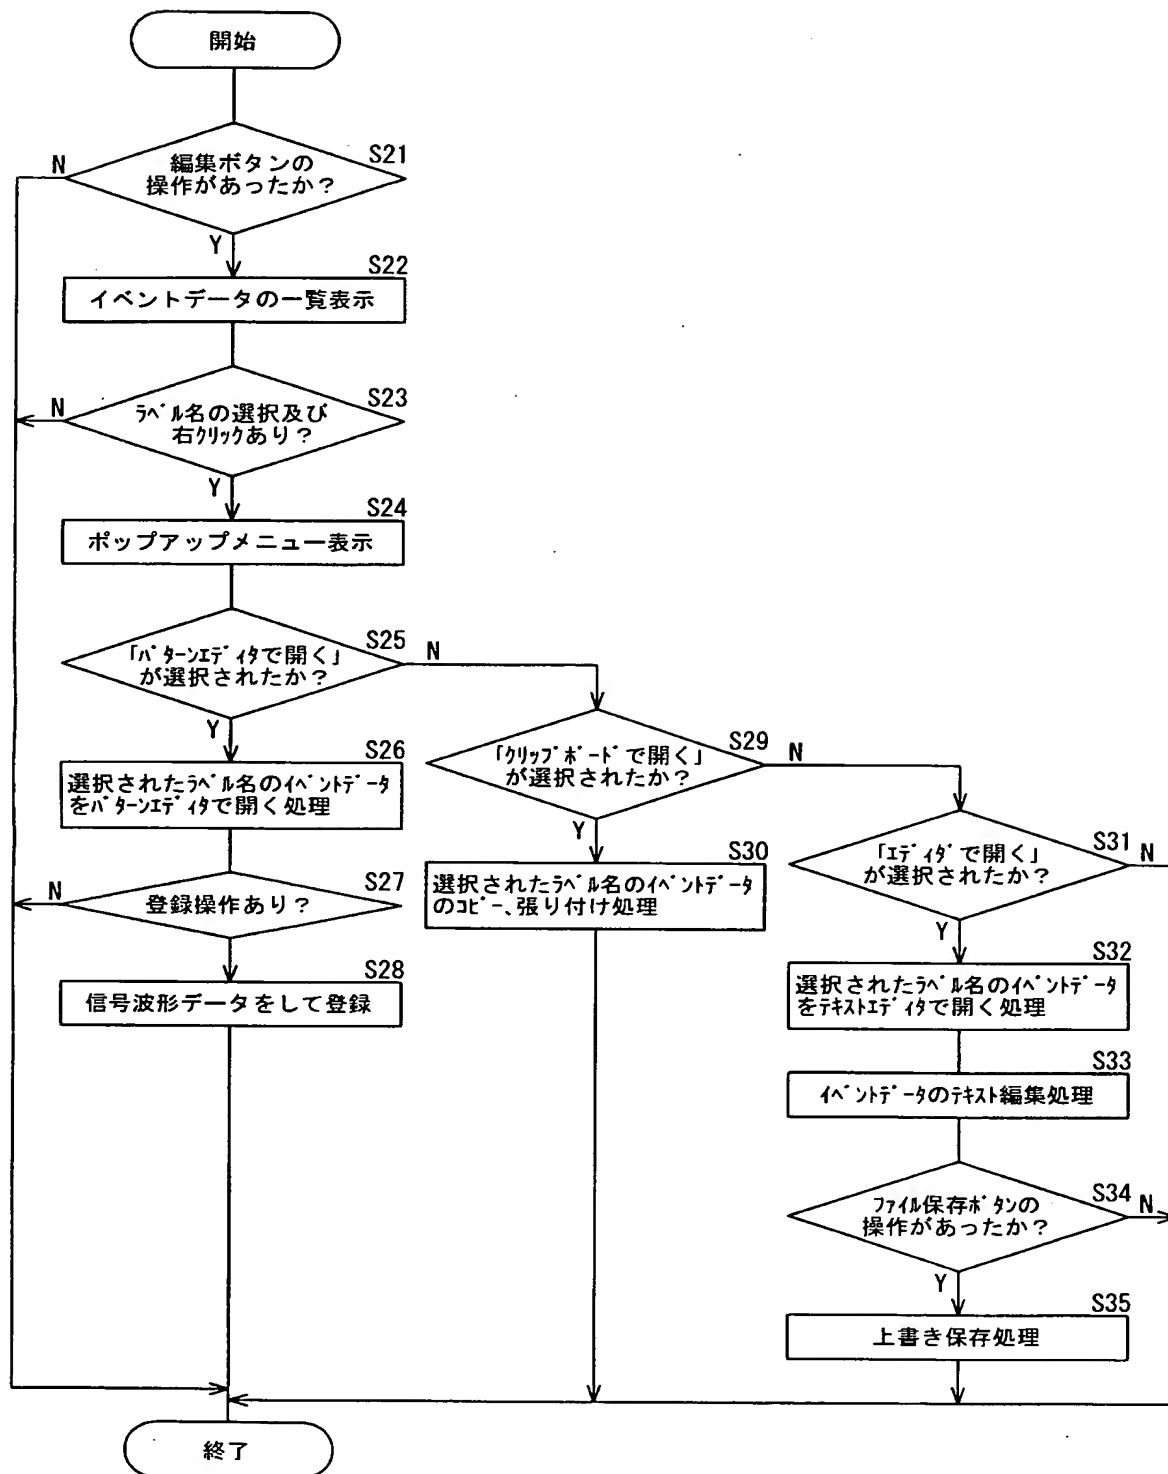 開始
S21
N
編集ボタンの
操作があったか？
Y
S22
イベントデータの一覧表示
S23
N
ﾗﾍﾞﾙ名の選択及び
右ｸﾘｯｸあり？
Y
S24
ポップアップメニュー表示
S25
N
「ﾊﾟﾀｰﾝｴﾃﾞｨﾀで開く」
が選択されたか？
Y
S26
選択されたﾗﾍﾞﾙ名のｲﾍﾞﾝﾄﾃﾞｰﾀ
をﾊﾟﾀｰﾝｴﾃﾞｨﾀで開く処理
S27
N
登録操作あり？
S28
信号波形データをして登録
S29
N
「ｸﾘｯﾌﾟﾎﾞｰﾄﾞで開く」
が選択されたか？
Y
S30
選択されたﾗﾍﾞﾙ名のｲﾍﾞﾝﾄﾃﾞｰﾀ
のｺﾋﾟｰ、張り付け処理
S31
N
「ｴﾃﾞｨﾀﾞで開く」
が選択されたか？
Y
S32
選択されたﾗﾍﾞﾙ名のｲﾍﾞﾝﾄﾃﾞｰﾀ
をﾃｷｽﾄｴﾃﾞｨﾀで開く処理
S33
ｲﾍﾞﾝﾄﾃﾞｰﾀのﾃｷｽﾄ編集処理
S34
N
ﾌｧｲﾙ保存ﾎﾞﾀﾝの
操作があったか？
Y
S35
上書き保存処理
終了